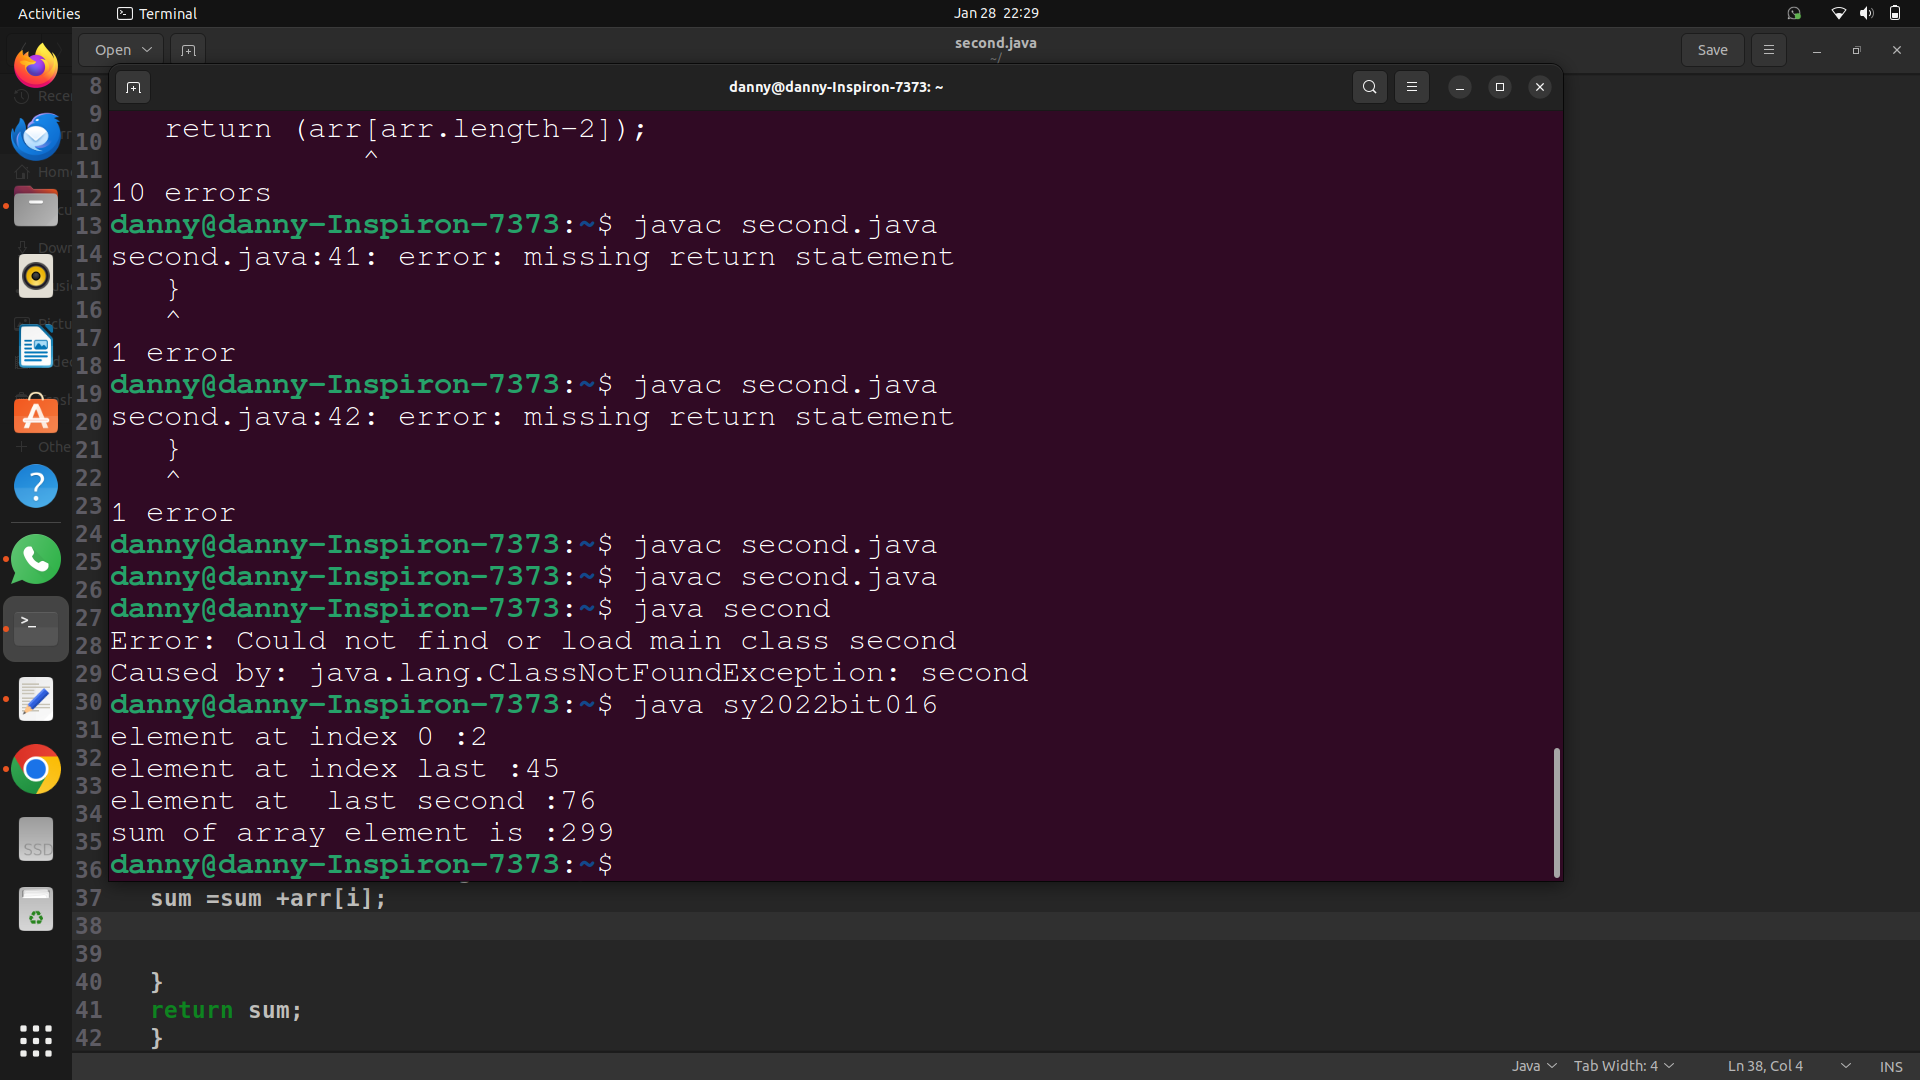 Activities
Terminal
Jan 28 22:29
Open
second.java
~/
Save
danny@danny-Inspiron-7373: ~
return (arr[arr.length-2]);
^
10 errors
danny@danny-Inspiron-7373:~$ javac second.java
second.java:41: error: missing return statement
}
^
1 error
danny@danny-Inspiron-7373:~$ javac second.java
second.java:42: error: missing return statement
}
^
1 error
danny@danny-Inspiron-7373:~$ javac second.java
danny@danny-Inspiron-7373:~$ javac second.java
danny@danny-Inspiron-7373:~$ java second
Error: Could not find or load main class second
Caused by: java.lang.ClassNotFoundException: second
danny@danny-Inspiron-7373:~$ java sy2022bit016
element at index 0 :2
element at index last :45
element at  last second :76
sum of array element is :299
danny@danny-Inspiron-7373:~$
8
9
10
11
12
13
14
15
16
17
18
19
20
21
22
23
24
25
26
27
28
29
30
31
32
33
34
35
36
37 sum =sum +arr[i];
38
39
40 }
41 return sum;
42 }
SSD
Java
Tab Width: 4
Ln 38, Col 4
INS